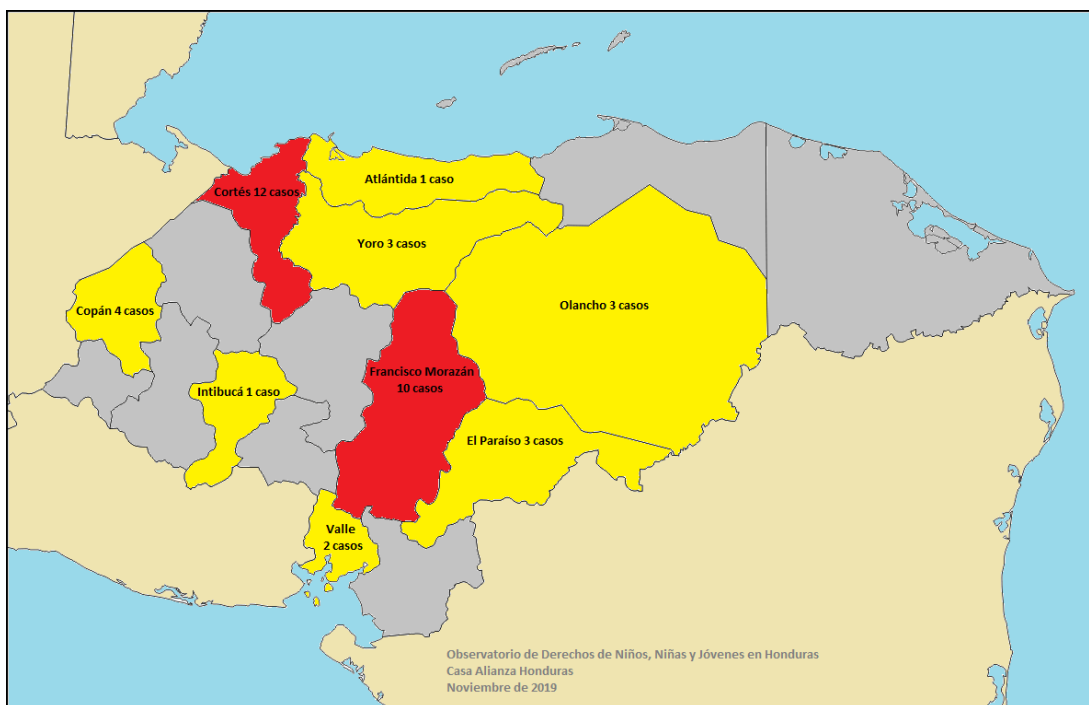 Atlántida 1 caso
Cortés 12 casos
Yoro 3 casos
Olancho 3 casos
Copán 4 casos
Francisco Morazán
10 casos
Intibucá 1 caso
El Paraíso 3 casos
Valle
2 casos
Observatorio de Derechos de Niños, Niñas y Jóvenes en Honduras
Casa Alianza Honduras
Noviembre de 2019